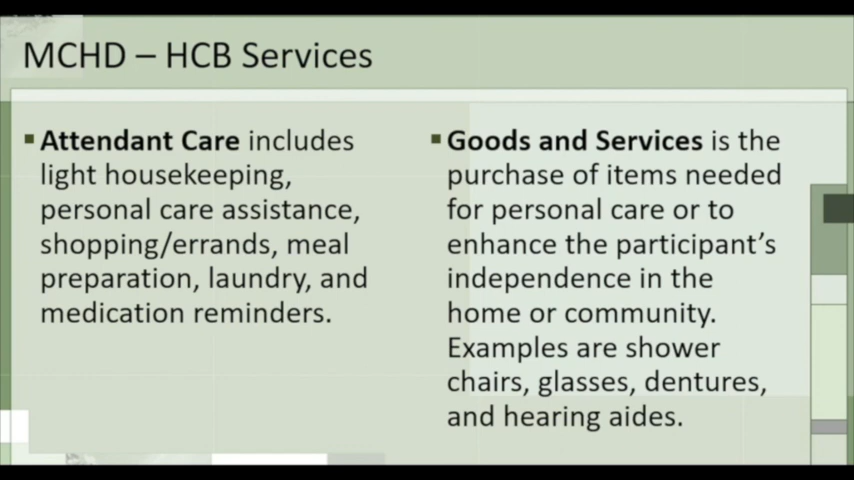 MCHD – HCB Services
▪ Attendant Care includes
light housekeeping,
personal care assistance,
shopping/errands, meal
preparation, laundry, and
medication reminders.
▪ Goods and Services is the
purchase of items needed
for personal care or to
enhance the participant’s
independence in the
home or community.
Examples are shower
chairs, glasses, dentures,
and hearing aides.